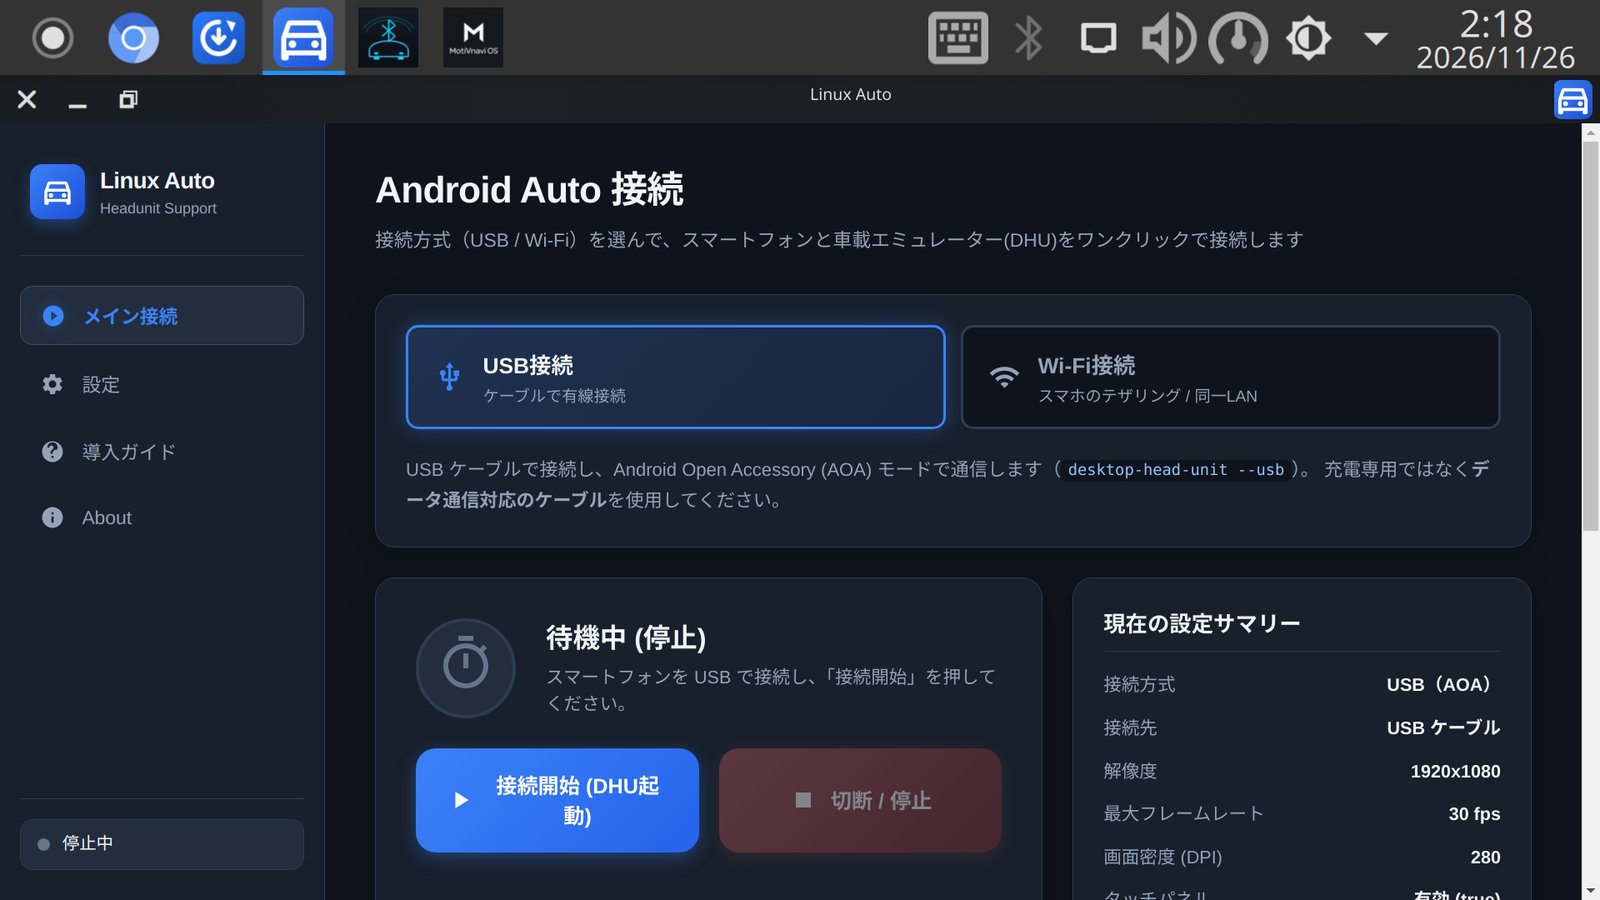 M
MotiVnavi OS
2:18
2026/11/26
Linux Auto
Linux Auto
Headunit Support
メイン接続
設定
導入ガイド
About
停止中
Android Auto 接続
接続方式（USB / Wi-Fi）を選んで、スマートフォンと車載エミュレーター(DHU)をワンクリックで接続します
USB接続
ケーブルで有線接続
Wi-Fi接続
スマホのテザリング / 同一LAN
USB ケーブルで接続し、Android Open Accessory (AOA) モードで通信します（ desktop-head-unit --usb ）。 充電専用ではなくデ
ータ通信対応のケーブルを使用してください。
待機中 (停止)
スマートフォンを USB で接続し、「接続開始」を押して
ください。
接続開始 (DHU起
動)
切断 / 停止
現在の設定サマリー
接続方式 USB（AOA）
接続先 USB ケーブル
解像度 1920x1080
最大フレームレート 30 fps
画面密度 (DPI) 280
タッチパネル 有効 (true)